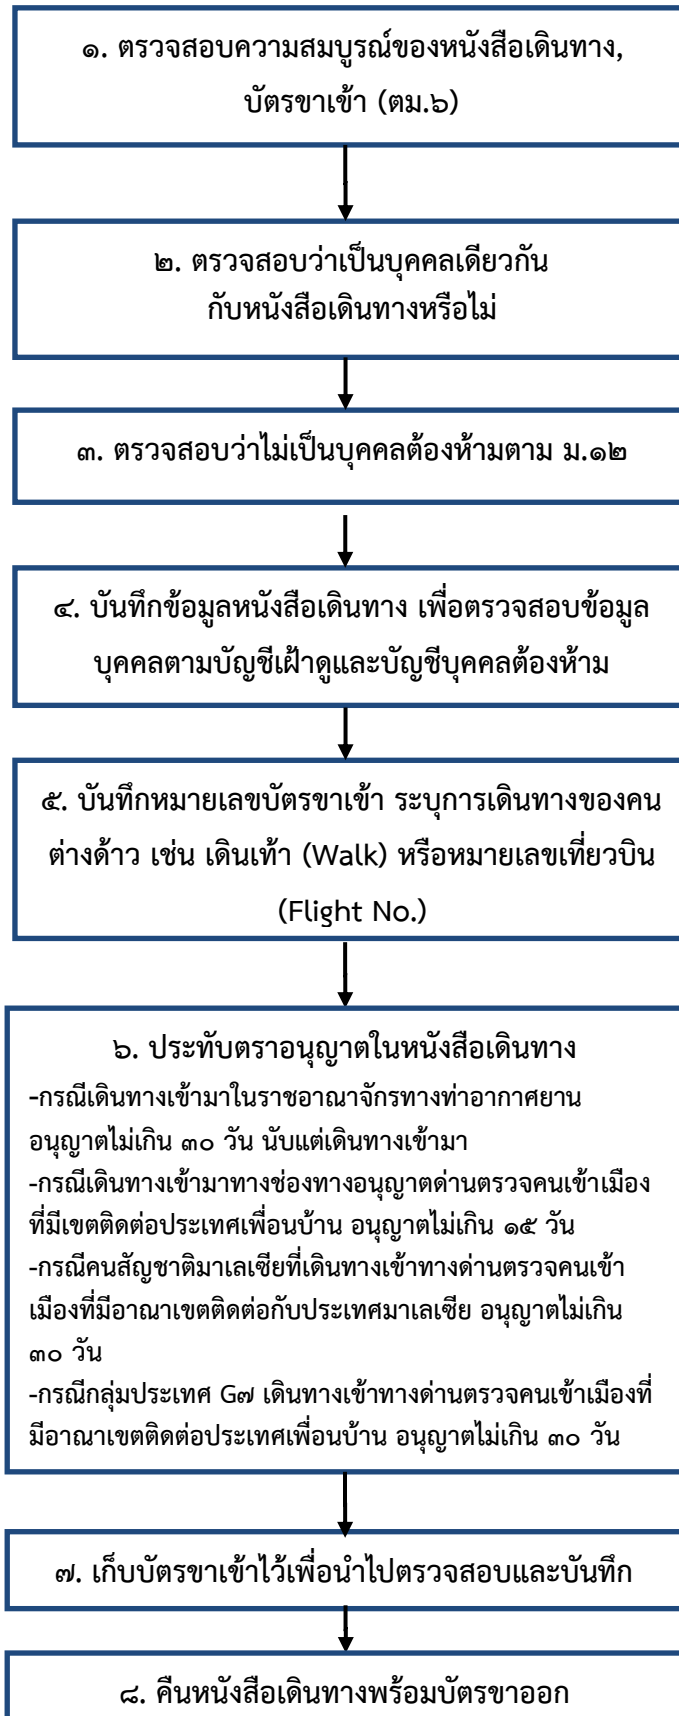 ๑. ตรวจสอบความสมบูรณ์ของหนังสือเดินทาง,
บัตรขาเข้า (ตม.๖)
๒. ตรวจสอบว่าเป็นบุคคลเดียวกัน
กับหนังสือเดินทางหรือไม่
๓. ตรวจสอบว่าไม่เป็นบุคคลต้องห้ามตาม ม.๑๒
๔. บันทึกข้อมูลหนังสือเดินทาง เพื่อตรวจสอบข้อมูล
บุคคลตามบัญชีเฝ้าดูและบัญชีบุคคลต้องห้าม
๕. บันทึกหมายเลขบัตรขาเข้า ระบุการเดินทางของคน
ต่างด้าว เช่น เดินเท้า (Walk) หรือหมายเลขเที่ยวบิน
(Flight No.)
๖. ประทับตราอนุญาตในหนังสือเดินทาง
-กรณีเดินทางเข้ามาในราชอาณาจักรทางท่าอากาศยาน
อนุญาตไม่เกิน ๓๐ วัน นับแต่เดินทางเข้ามา
-กรณีเดินทางเข้ามาทางช่องทางอนุญาตด่านตรวจคนเข้าเมือง
ที่มีเขตติดต่อประเทศเพื่อนบ้าน อนุญาตไม่เกิน ๑๕ วัน
-กรณีคนสัญชาติมาเลเซียที่เดินทางเข้าทางด่านตรวจคนเข้า
เมืองที่มีอาณาเขตติดต่อกับประเทศมาเลเซีย อนุญาตไม่เกิน
๓๐ วัน
-กรณีกลุ่มประเทศ G๗ เดินทางเข้าทางด่านตรวจคนเข้าเมืองที่
มีอาณาเขตติดต่อประเทศเพื่อนบ้าน อนุญาตไม่เกิน ๓๐ วัน
๗. เก็บบัตรขาเข้าไว้เพื่อนำไปตรวจสอบและบันทึก
๘. คืนหนังสือเดินทางพร้อมบัตรขาออก